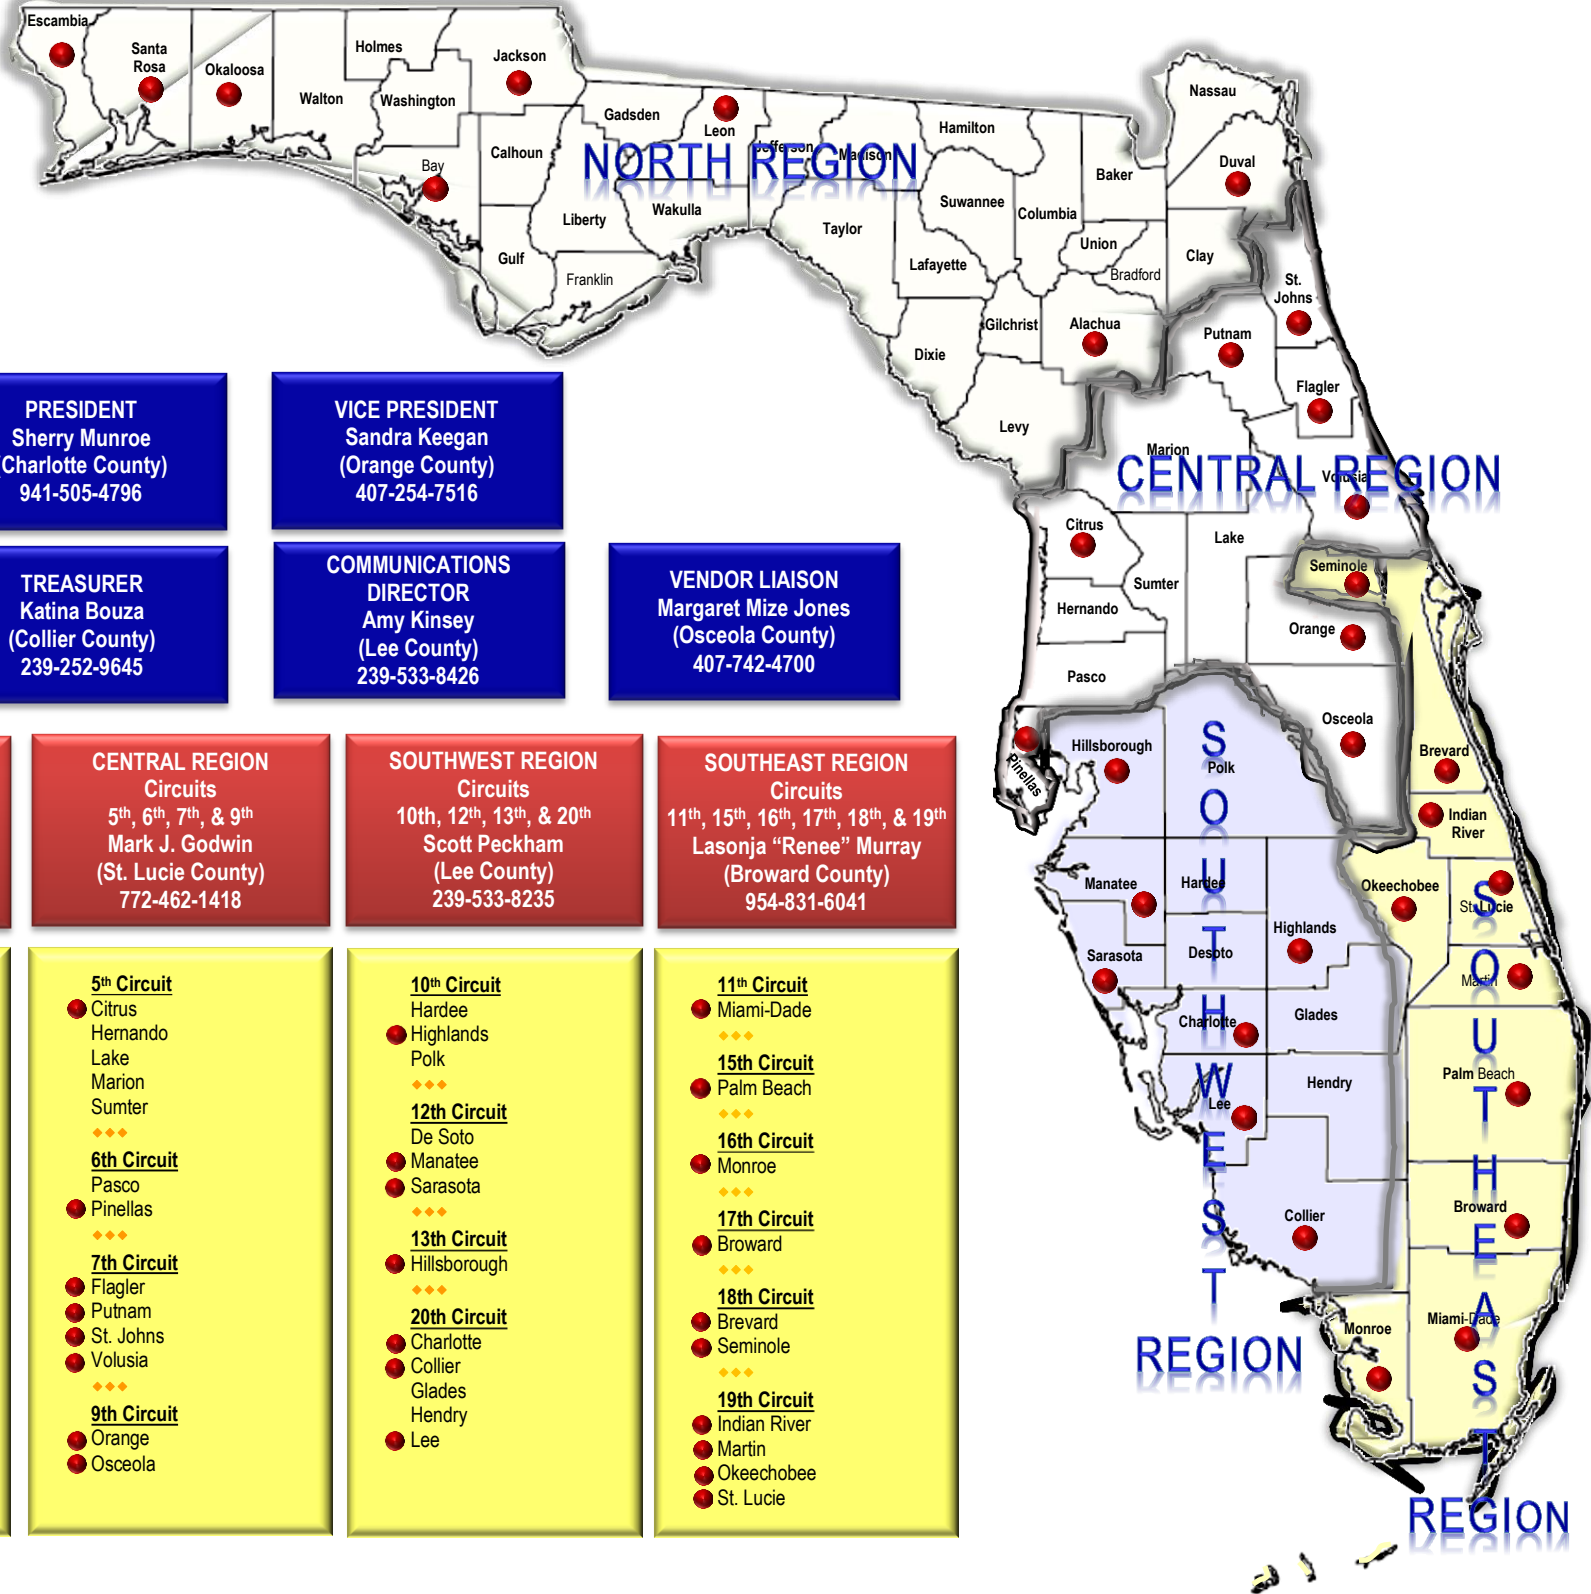 Escambia
Santa
Rosa
Okaloosa
Holmes
Walton
Washington
Jackson
Bay
Calhoun
Gulf
Gadsden
Liberty
Franklin
Leon
Wakulla
Jefferson
Madison
NORTH REGION
Taylor
Hamilton
Suwannee
Lafayette
Columbia
Baker
Union
Bradford
Nassau
Duval
Clay
Gilchrist
Alachua
Dixie
Levy
St.
Johns
Putnam
Flagler
Marion
CENTRAL REGION
Volusia
Citrus
Lake
Sumter
Hernando
Pasco
Seminole
Orange
Osceola
Pinellas
Hillsborough
Polk
Brevard
Indian
River
Manatee
Hardee
Okeechobee
St. Lucie
Highlands
Sarasota
Desoto
Martin
Charlotte
Glades
Lee
Hendry
Palm Beach
Collier
Broward
Monroe
Miami-Dade
SOUTHWEST
REGION
SOUTHEAST
REGION
PRESIDENT
Sherry Munroe
(Charlotte County)
941-505-4796
VICE PRESIDENT
Sandra Keegan
(Orange County)
407-254-7516
TREASURER
Katina Bouza
(Collier County)
239-252-9645
COMMUNICATIONS
DIRECTOR
Amy Kinsey
(Lee County)
239-533-8426
VENDOR LIAISON
Margaret Mize Jones
(Osceola County)
407-742-4700
CENTRAL REGION
Circuits
5th, 6th, 7th, & 9th
Mark J. Godwin
(St. Lucie County)
772-462-1418
SOUTHWEST REGION
Circuits
10th, 12th, 13th, & 20th
Scott Peckham
(Lee County)
239-533-8235
SOUTHEAST REGION
Circuits
11th, 15th, 16th, 17th, 18th, & 19th
Lasonja “Renee” Murray
(Broward County)
954-831-6041
5th Circuit
Citrus
Hernando
Lake
Marion
Sumter
6th Circuit
Pasco
Pinellas
7th Circuit
Flagler
Putnam
St. Johns
Volusia
9th Circuit
Orange
Osceola
10th Circuit
Hardee
Highlands
Polk
12th Circuit
De Soto
Manatee
Sarasota
13th Circuit
Hillsborough
20th Circuit
Charlotte
Collier
Glades
Hendry
Lee
11th Circuit
Miami-Dade
15th Circuit
Palm Beach
16th Circuit
Monroe
17th Circuit
Broward
18th Circuit
Brevard
Seminole
19th Circuit
Indian River
Martin
Okeechobee
St. Lucie